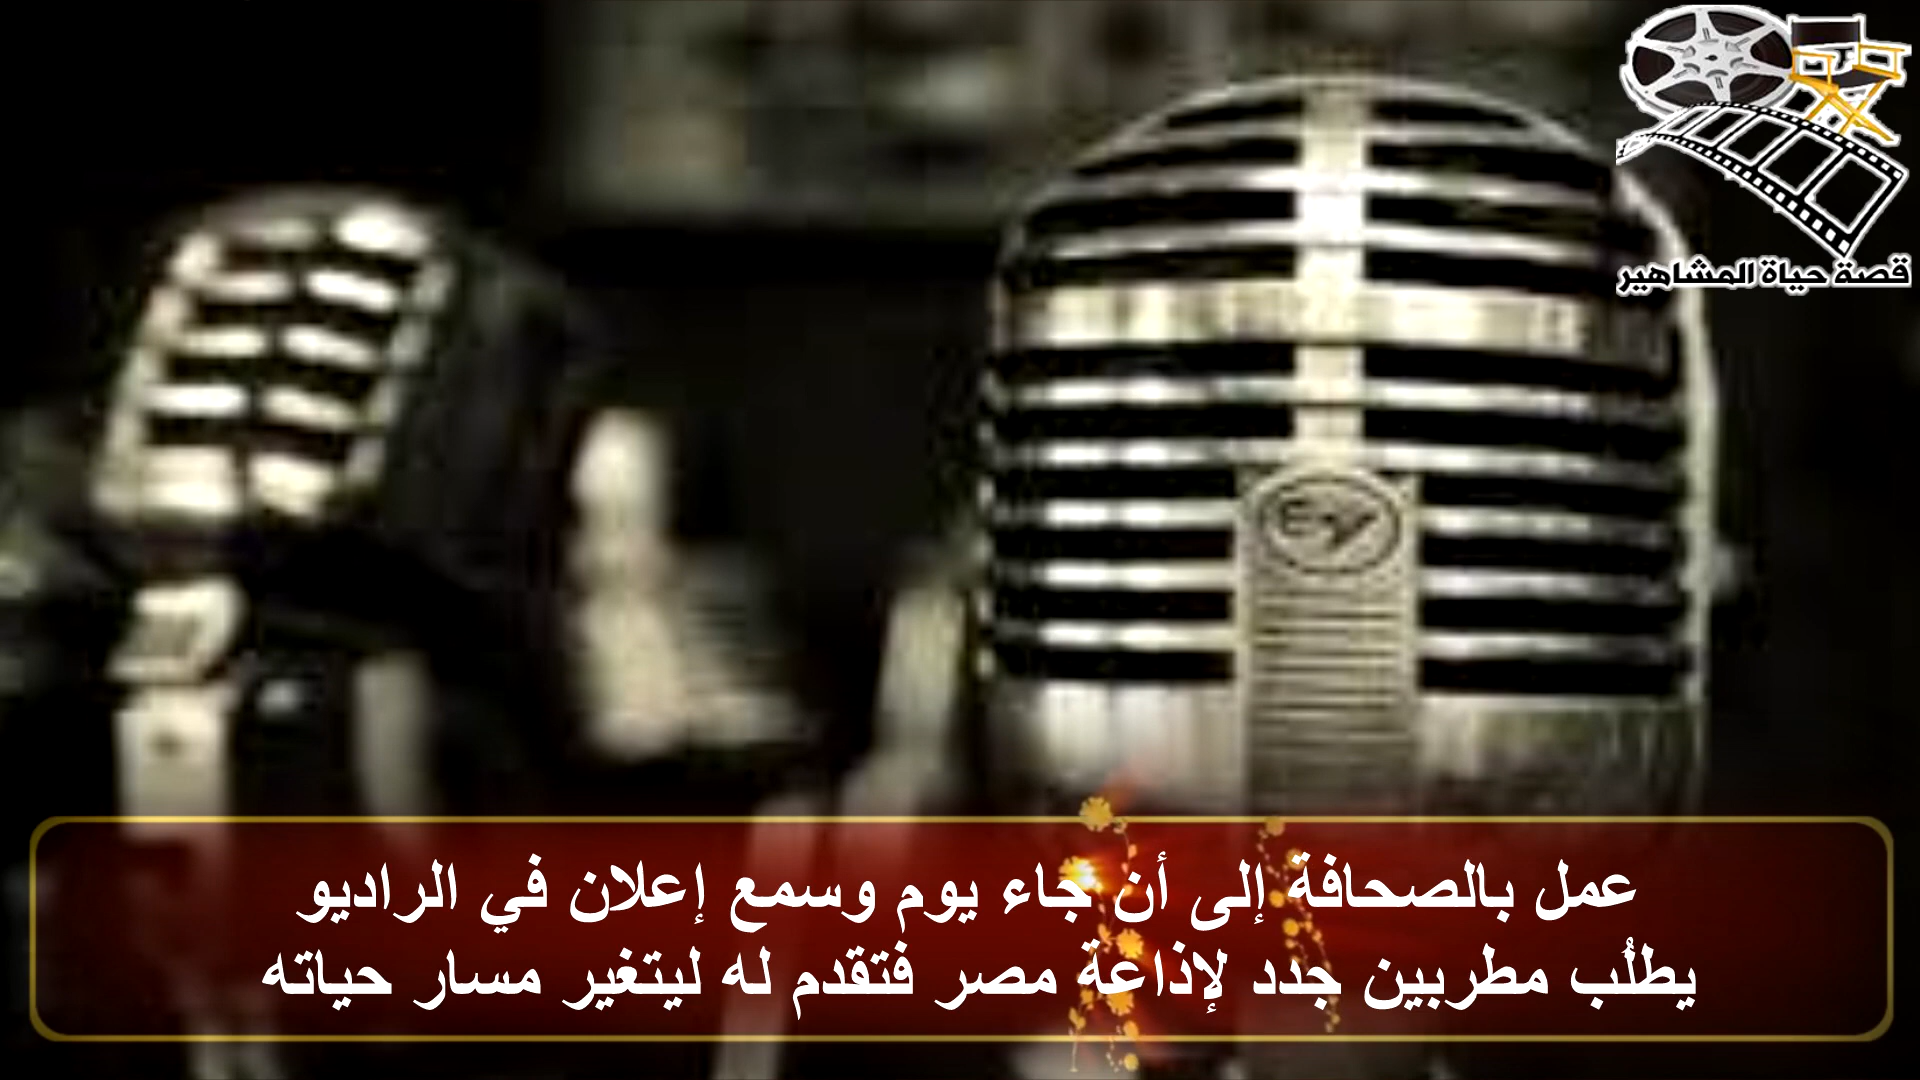 قصة حياة المشاهير
EV
عمل بالصحافة إلى أن جاء يوم وسمع إعلان في الراديو
يطلُب مطربين جدد لإذاعة مصر فتقدم له ليتغير مسار حياته